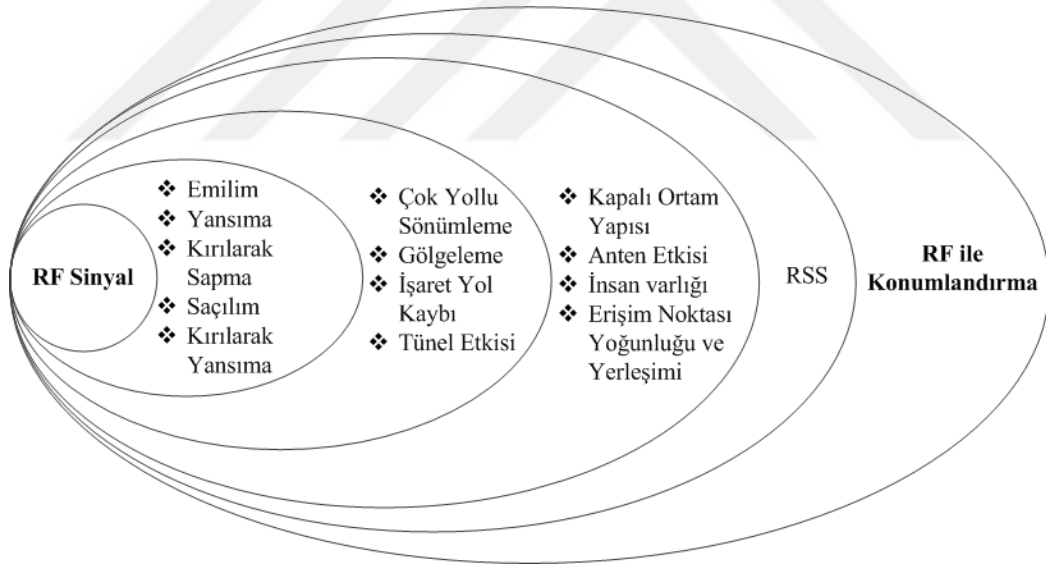 RF Sinyal
❖ Emilim
❖ Yansıma
❖ Kırılarak
Sapma
❖ Saçılım
❖ Kırılarak
Yansıma
❖ Çok Yollu
Sönümleme
❖ Gölgeleme
❖ İşaret Yol
Kaybı
❖ Tünel Etkisi
❖ Kapalı Ortam
Yapısı
❖ Anten Etkisi
❖ İnsan varlığı
❖ Erişim Noktası
Yoğunluğu ve
Yerleşimi
RSS
RF ile
Konumlandırma